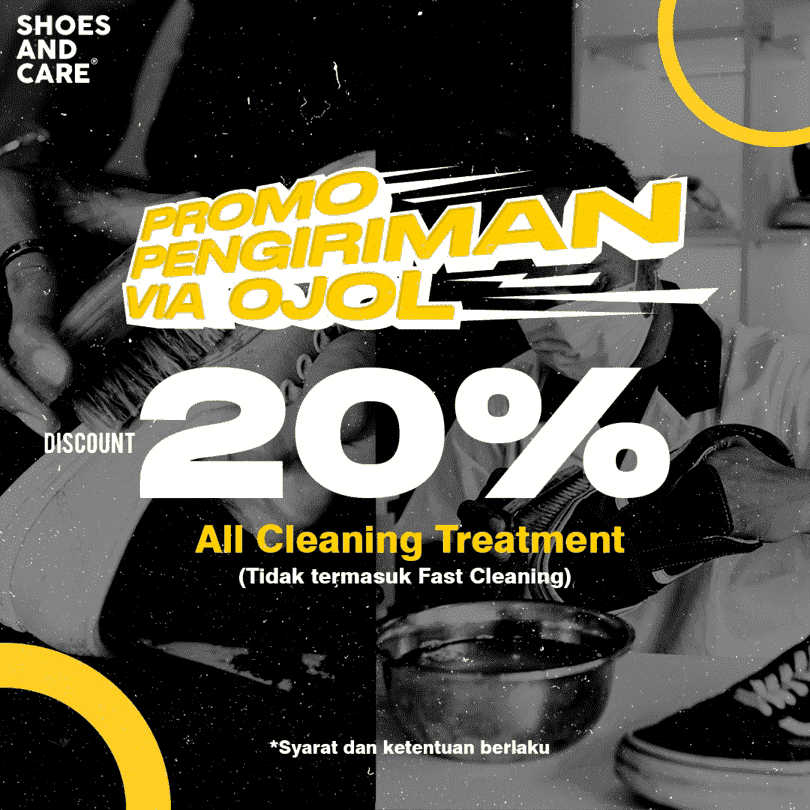 SHOES
AND
CARE®
PROMO
PENGIRIMAN
VIA OJOL
DISCOUNT 20%
All Cleaning Treatment
(Tidak termasuk Fast Cleaning)
*Syarat dan ketentuan berlaku